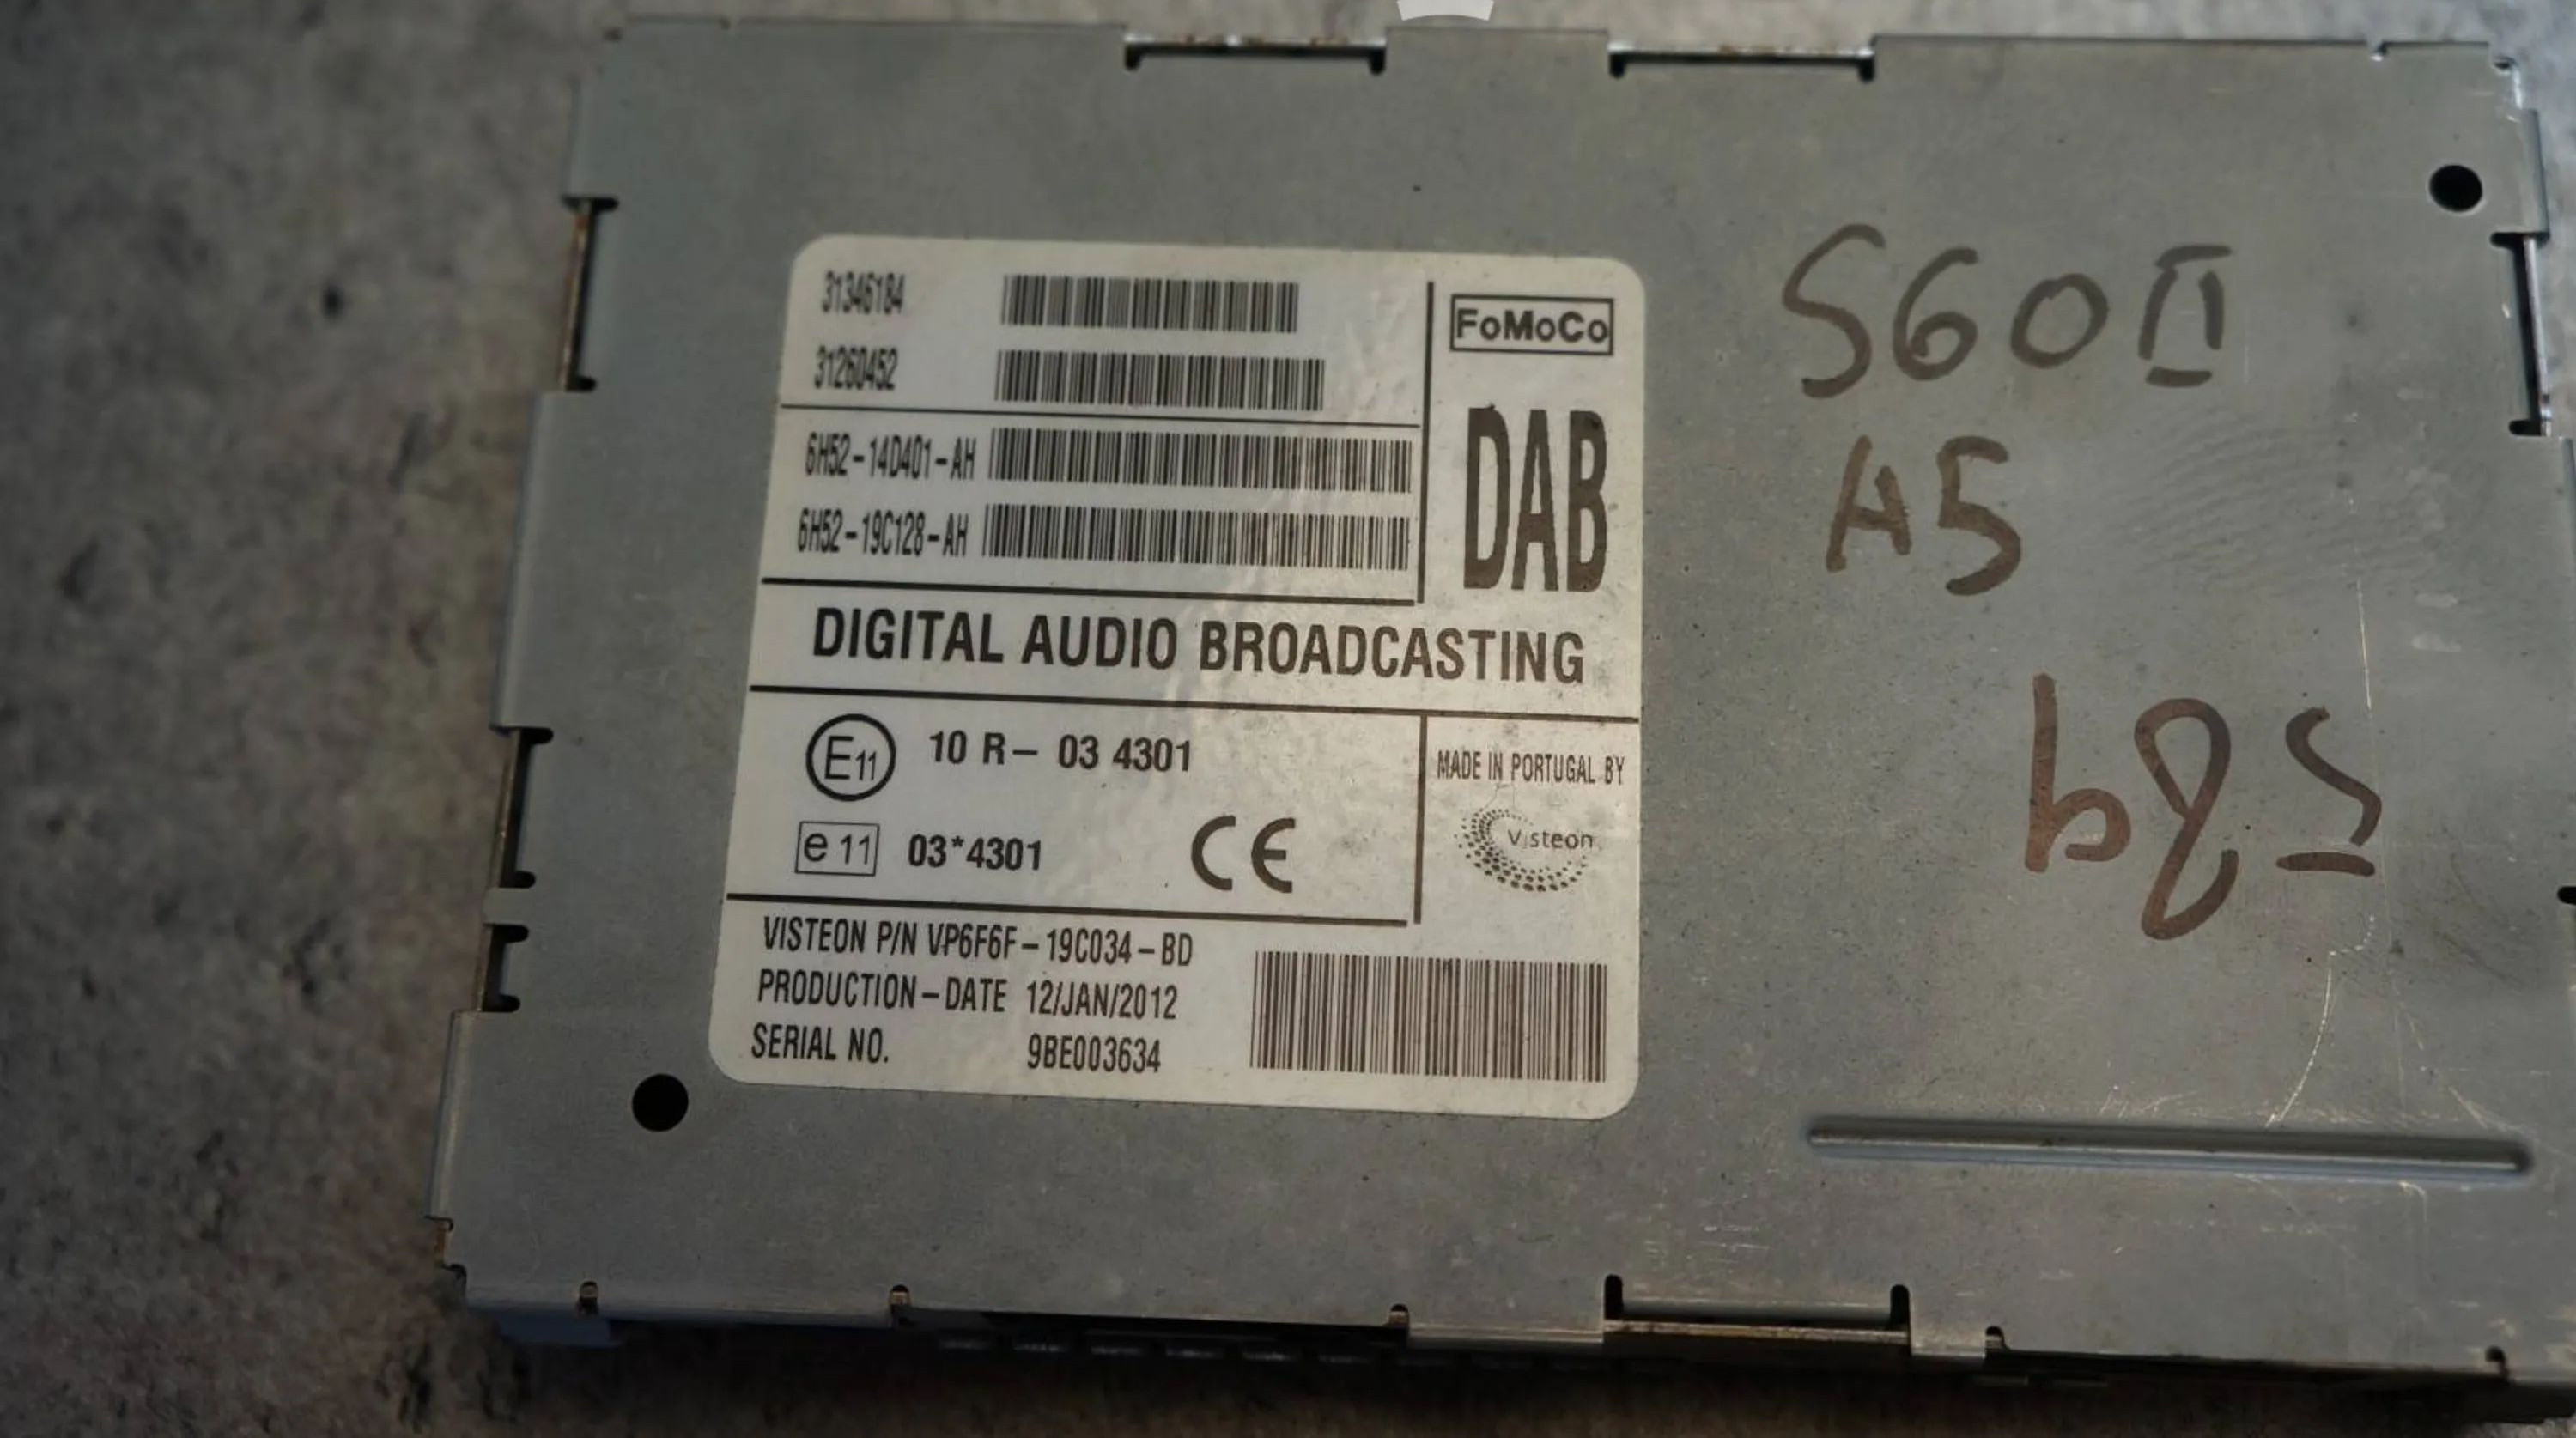 31346184
31260452
6H52-14D401-AH
6H52-19C128-AH
FoMoCo
DAB
DIGITAL AUDIO BROADCASTING
E11 10 R- 03 4301
e 11 03*4301 CE
MADE IN PORTUGAL BY
Visteon
VISTEON P/N VP6F6F-19C034-BD
PRODUCTION-DATE 12/JAN/2012
SERIAL NO. 9BE003634
S60 II
A5